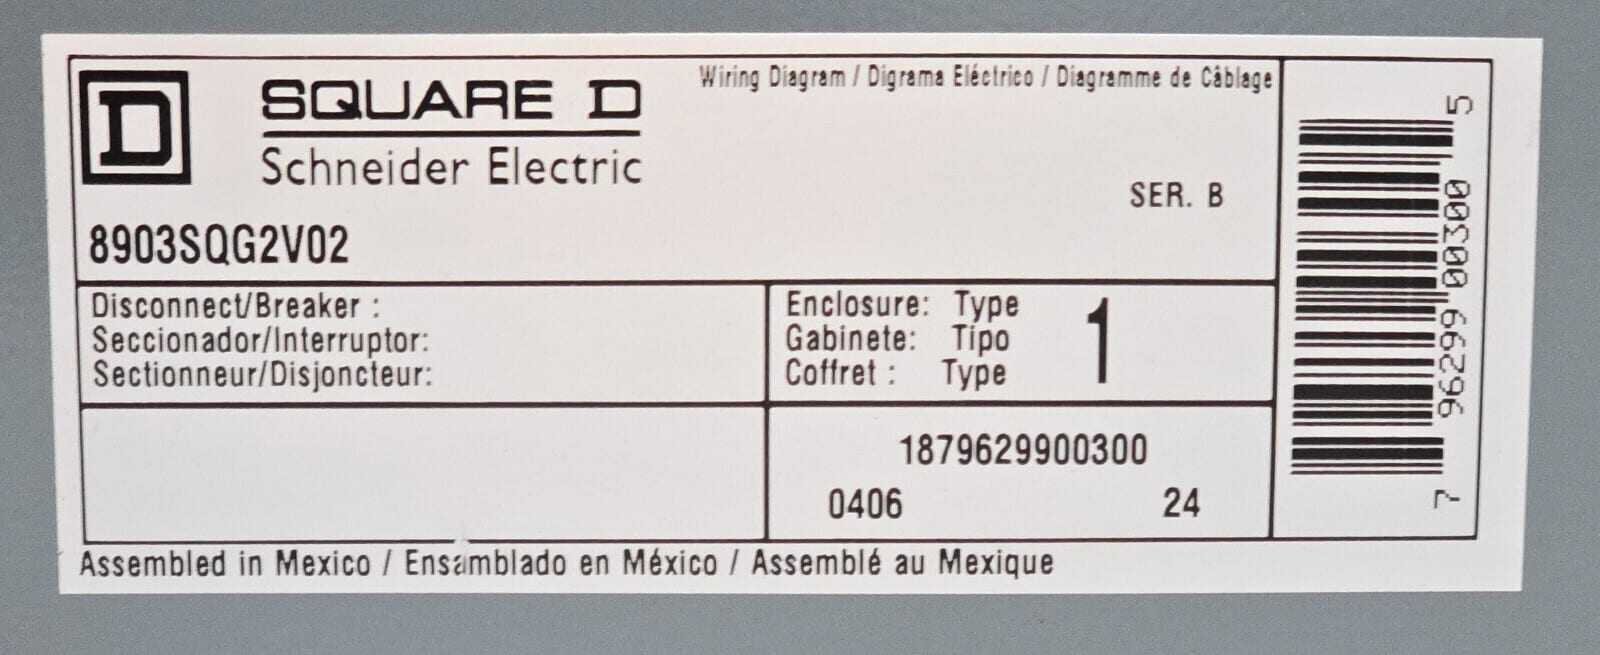 D
SQUARE D
Schneider Electric
Wiring Diagram / Digrama Eléctrico / Diagramme de Câblage
SER. B
8903SQG2V02
Disconnect/Breaker :
Seccionador/Interruptor:
Sectionneur/Disjoncteur:
Enclosure: Type 1
Gabinete: Tipo
Coffret : Type
1879629900300
0406 24
Assembled in Mexico / Ensamblado en México / Assemblé au Mexique
7 96299 00300 5